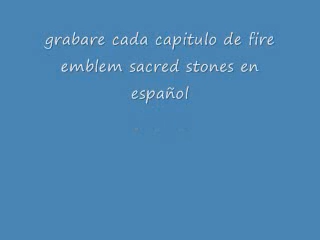 grabare cada capitulo de fire
emblem sacred stones en
español
. . .